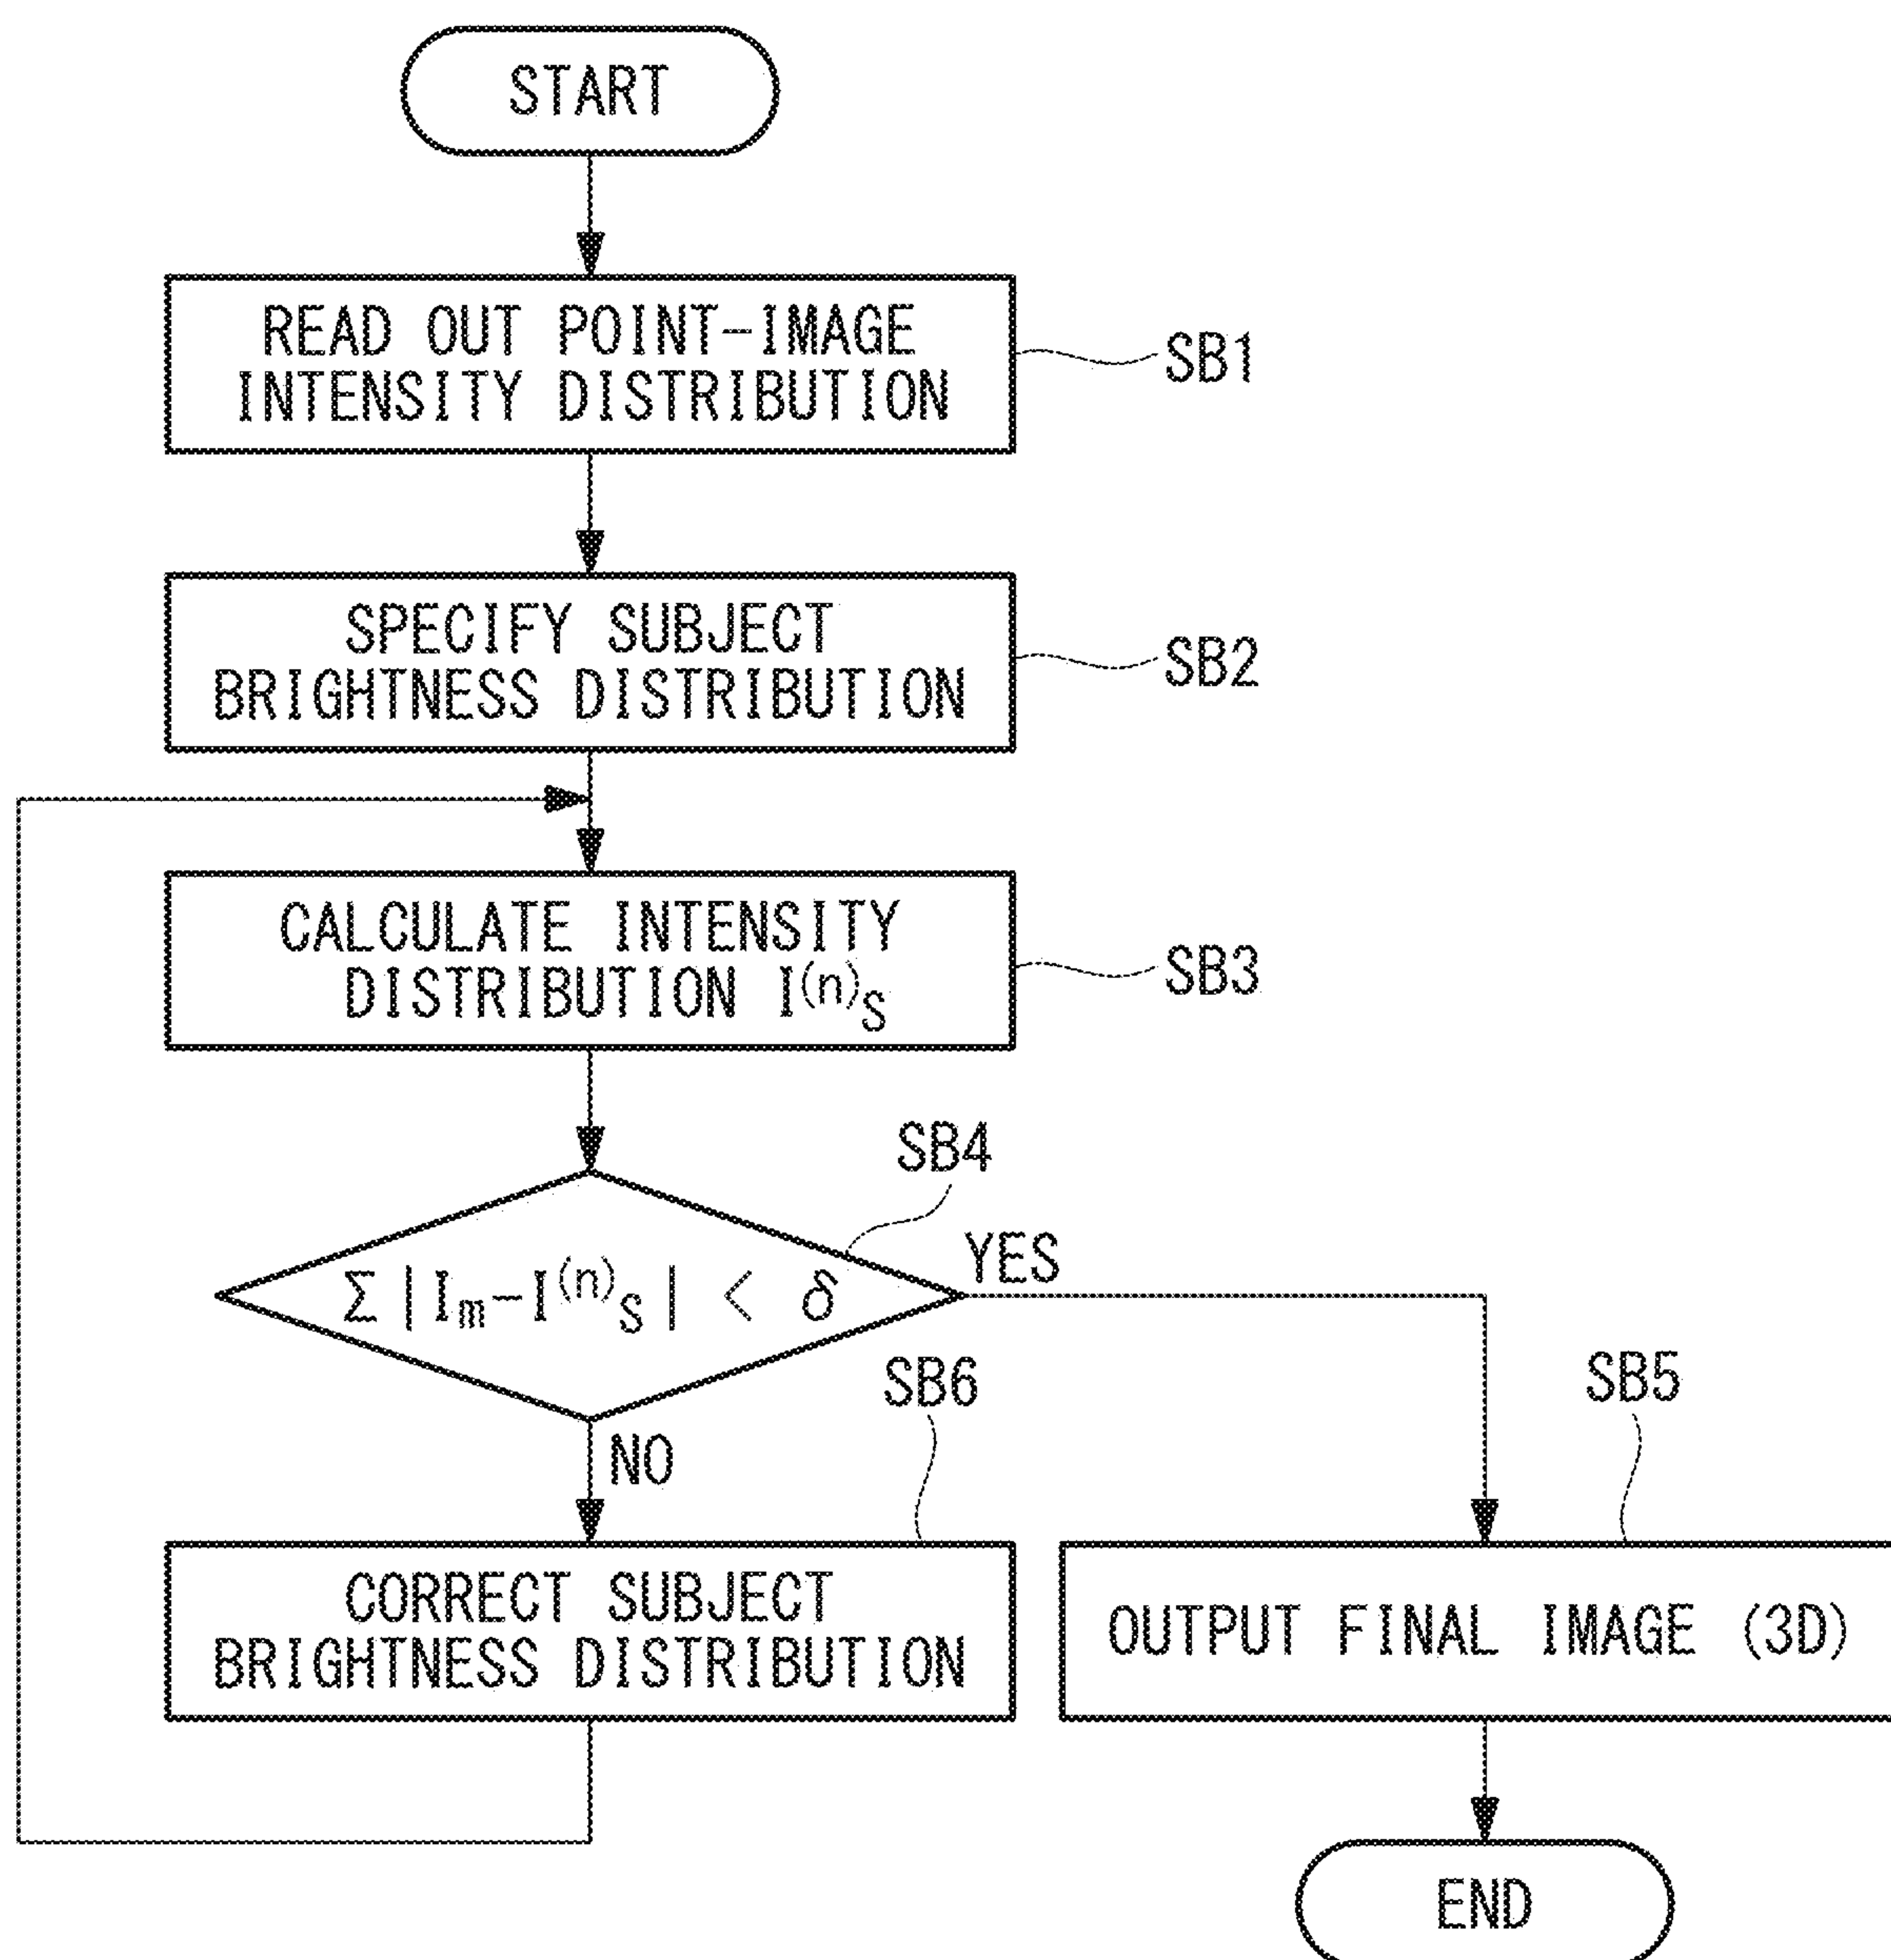 START
READ OUT POINT-IMAGE
INTENSITY DISTRIBUTION
SB1
SPECIFY SUBJECT
BRIGHTNESS DISTRIBUTION
SB2
CALCULATE INTENSITY
DISTRIBUTION I⁽ⁿ⁾S
SB3
SB4
Σ|Im−I⁽ⁿ⁾S| < δ
YES
NO
SB6
SB5
CORRECT SUBJECT
BRIGHTNESS DISTRIBUTION
OUTPUT FINAL IMAGE (3D)
END